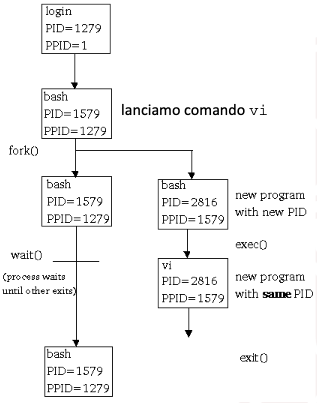 login
PID=1279
PPID=1
bash
PID=1579
PPID=1279
lanciamo comando vi
fork()
bash
PID=1579
PPID=1279
bash
PID=2816
PPID=1579
new program
with new PID
wait()
(process waits
until other exits)
exec()
vi
PID=2816
PPID=1579
new program
with same PID
bash
PID=1579
PPID=1279
exit()